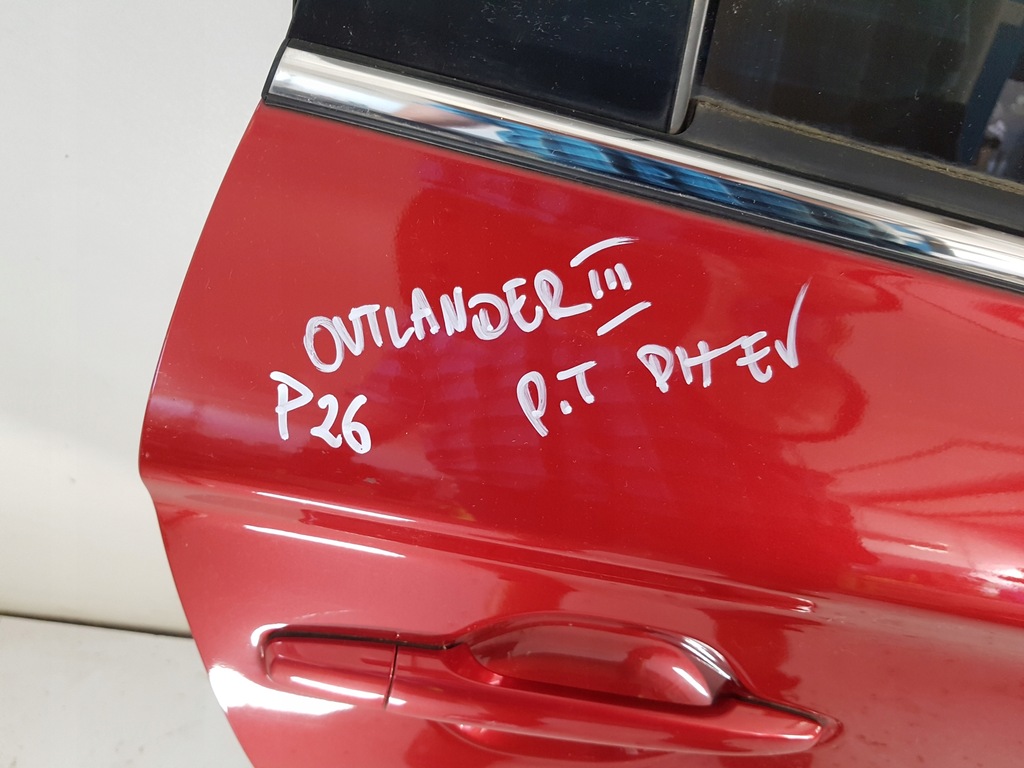 OUTLANDER III
P26 P.T PHEV